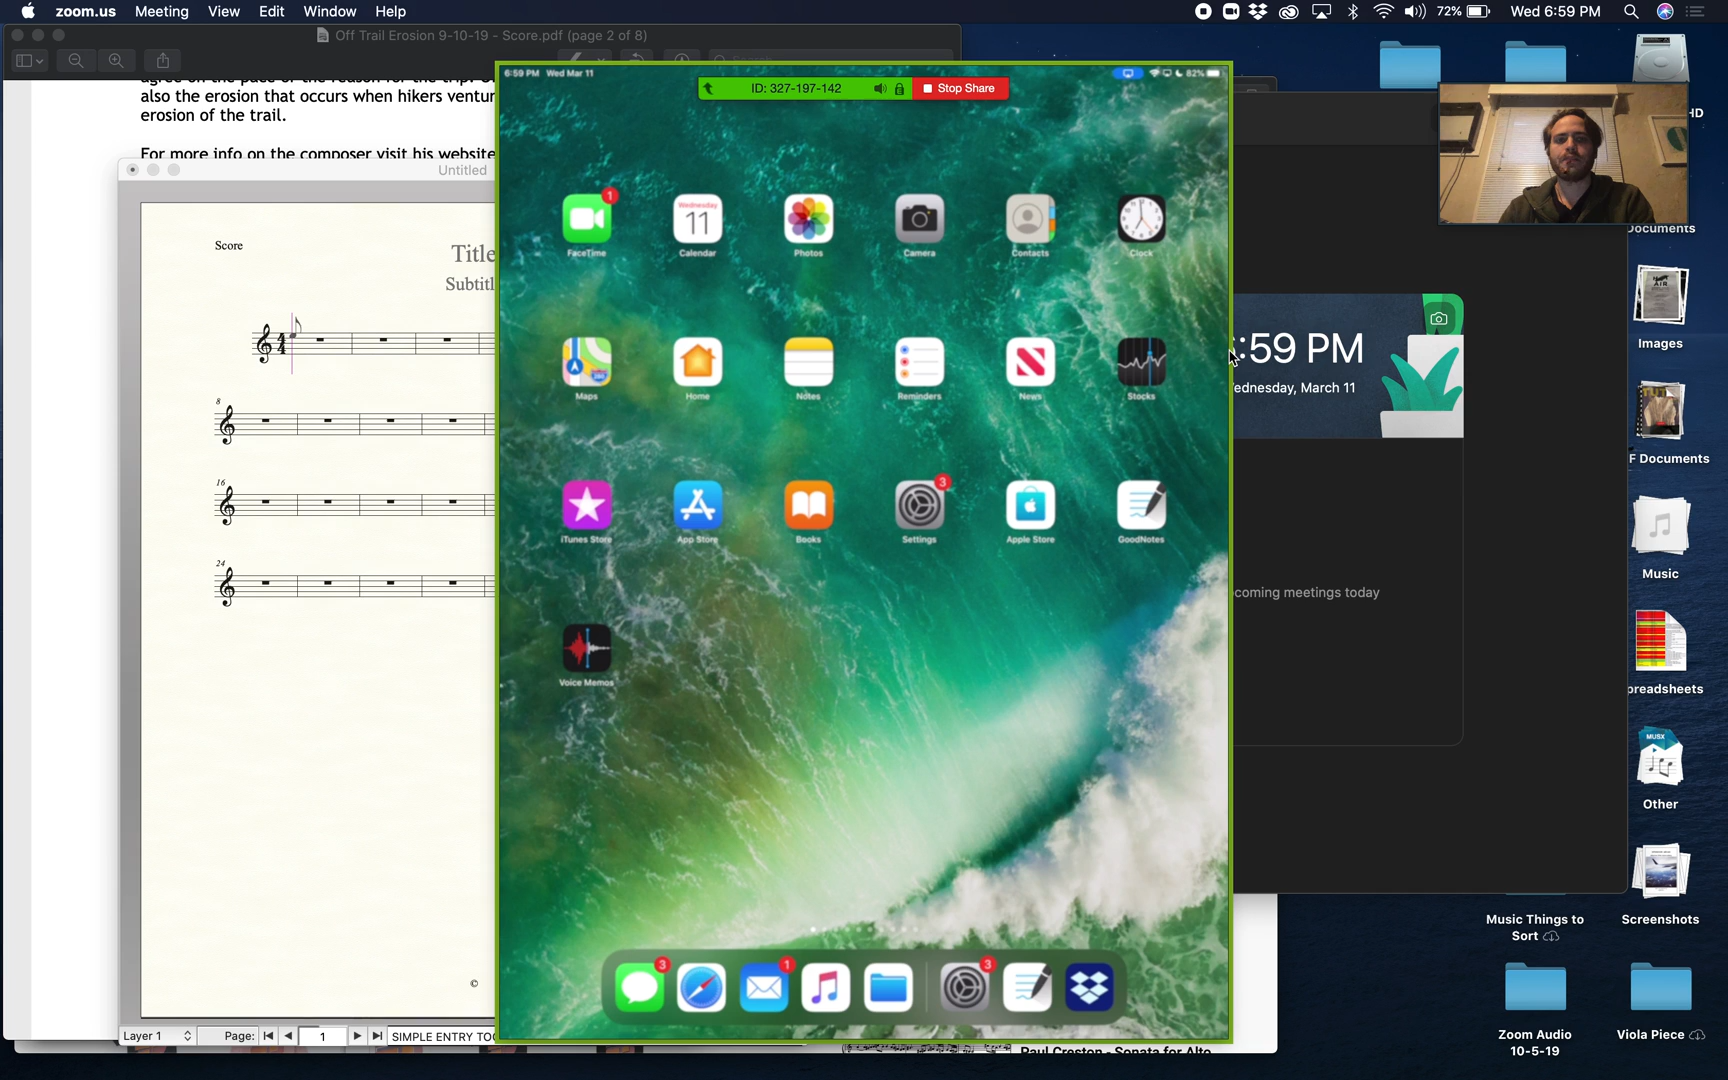 zoom.us Meeting View Edit Window Help
72% Wed 6:59 PM
Off Trail Erosion 9-10-19 - Score.pdf (page 2 of 8)
also the erosion that occurs when hikers ventur
erosion of the trail.
For more info on the composer visit his website
Untitled
Score
Title
Subtitl
4
4
8
16
24
©
Layer 1
Page:
1
SIMPLE ENTRY TOO
6:59 PM Wed Mar 11
82%
ID: 327-197-142
Stop Share
1
Wednesday
11
FaceTime
Calendar
Photos
Camera
Contacts
Clock
Maps
Home
Notes
Reminders
News
Stocks
3
iTunes Store
App Store
Books
Settings
Apple Store
GoodNotes
Voice Memos
3
1
3
:59 PM
ednesday, March 11
coming meetings today
HD
Documents
Images
F Documents
Music
preadsheets
MUSX
Other
Music Things to
Sort
Screenshots
Zoom Audio
10-5-19
Viola Piece
Paul Creston - Sonata for Alto